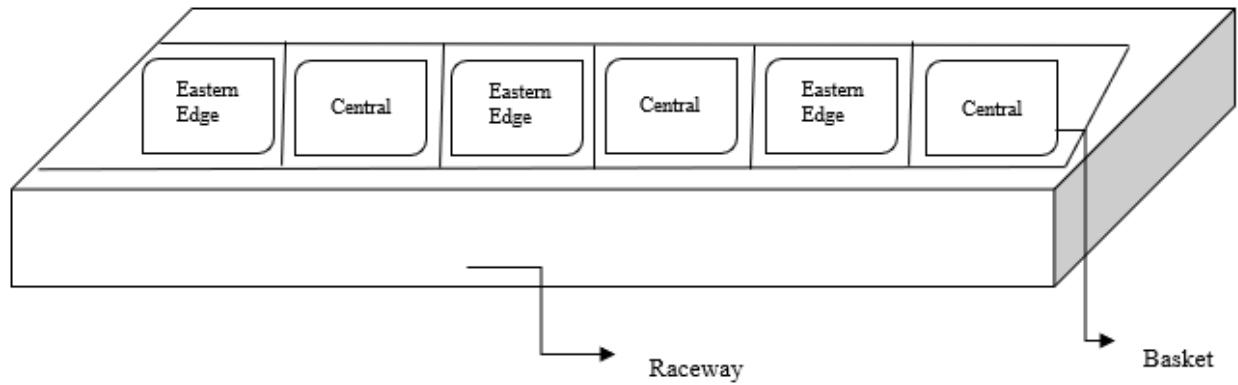 Eastern
Edge
Central
Eastern
Edge
Central
Eastern
Edge
Central
Raceway
Basket